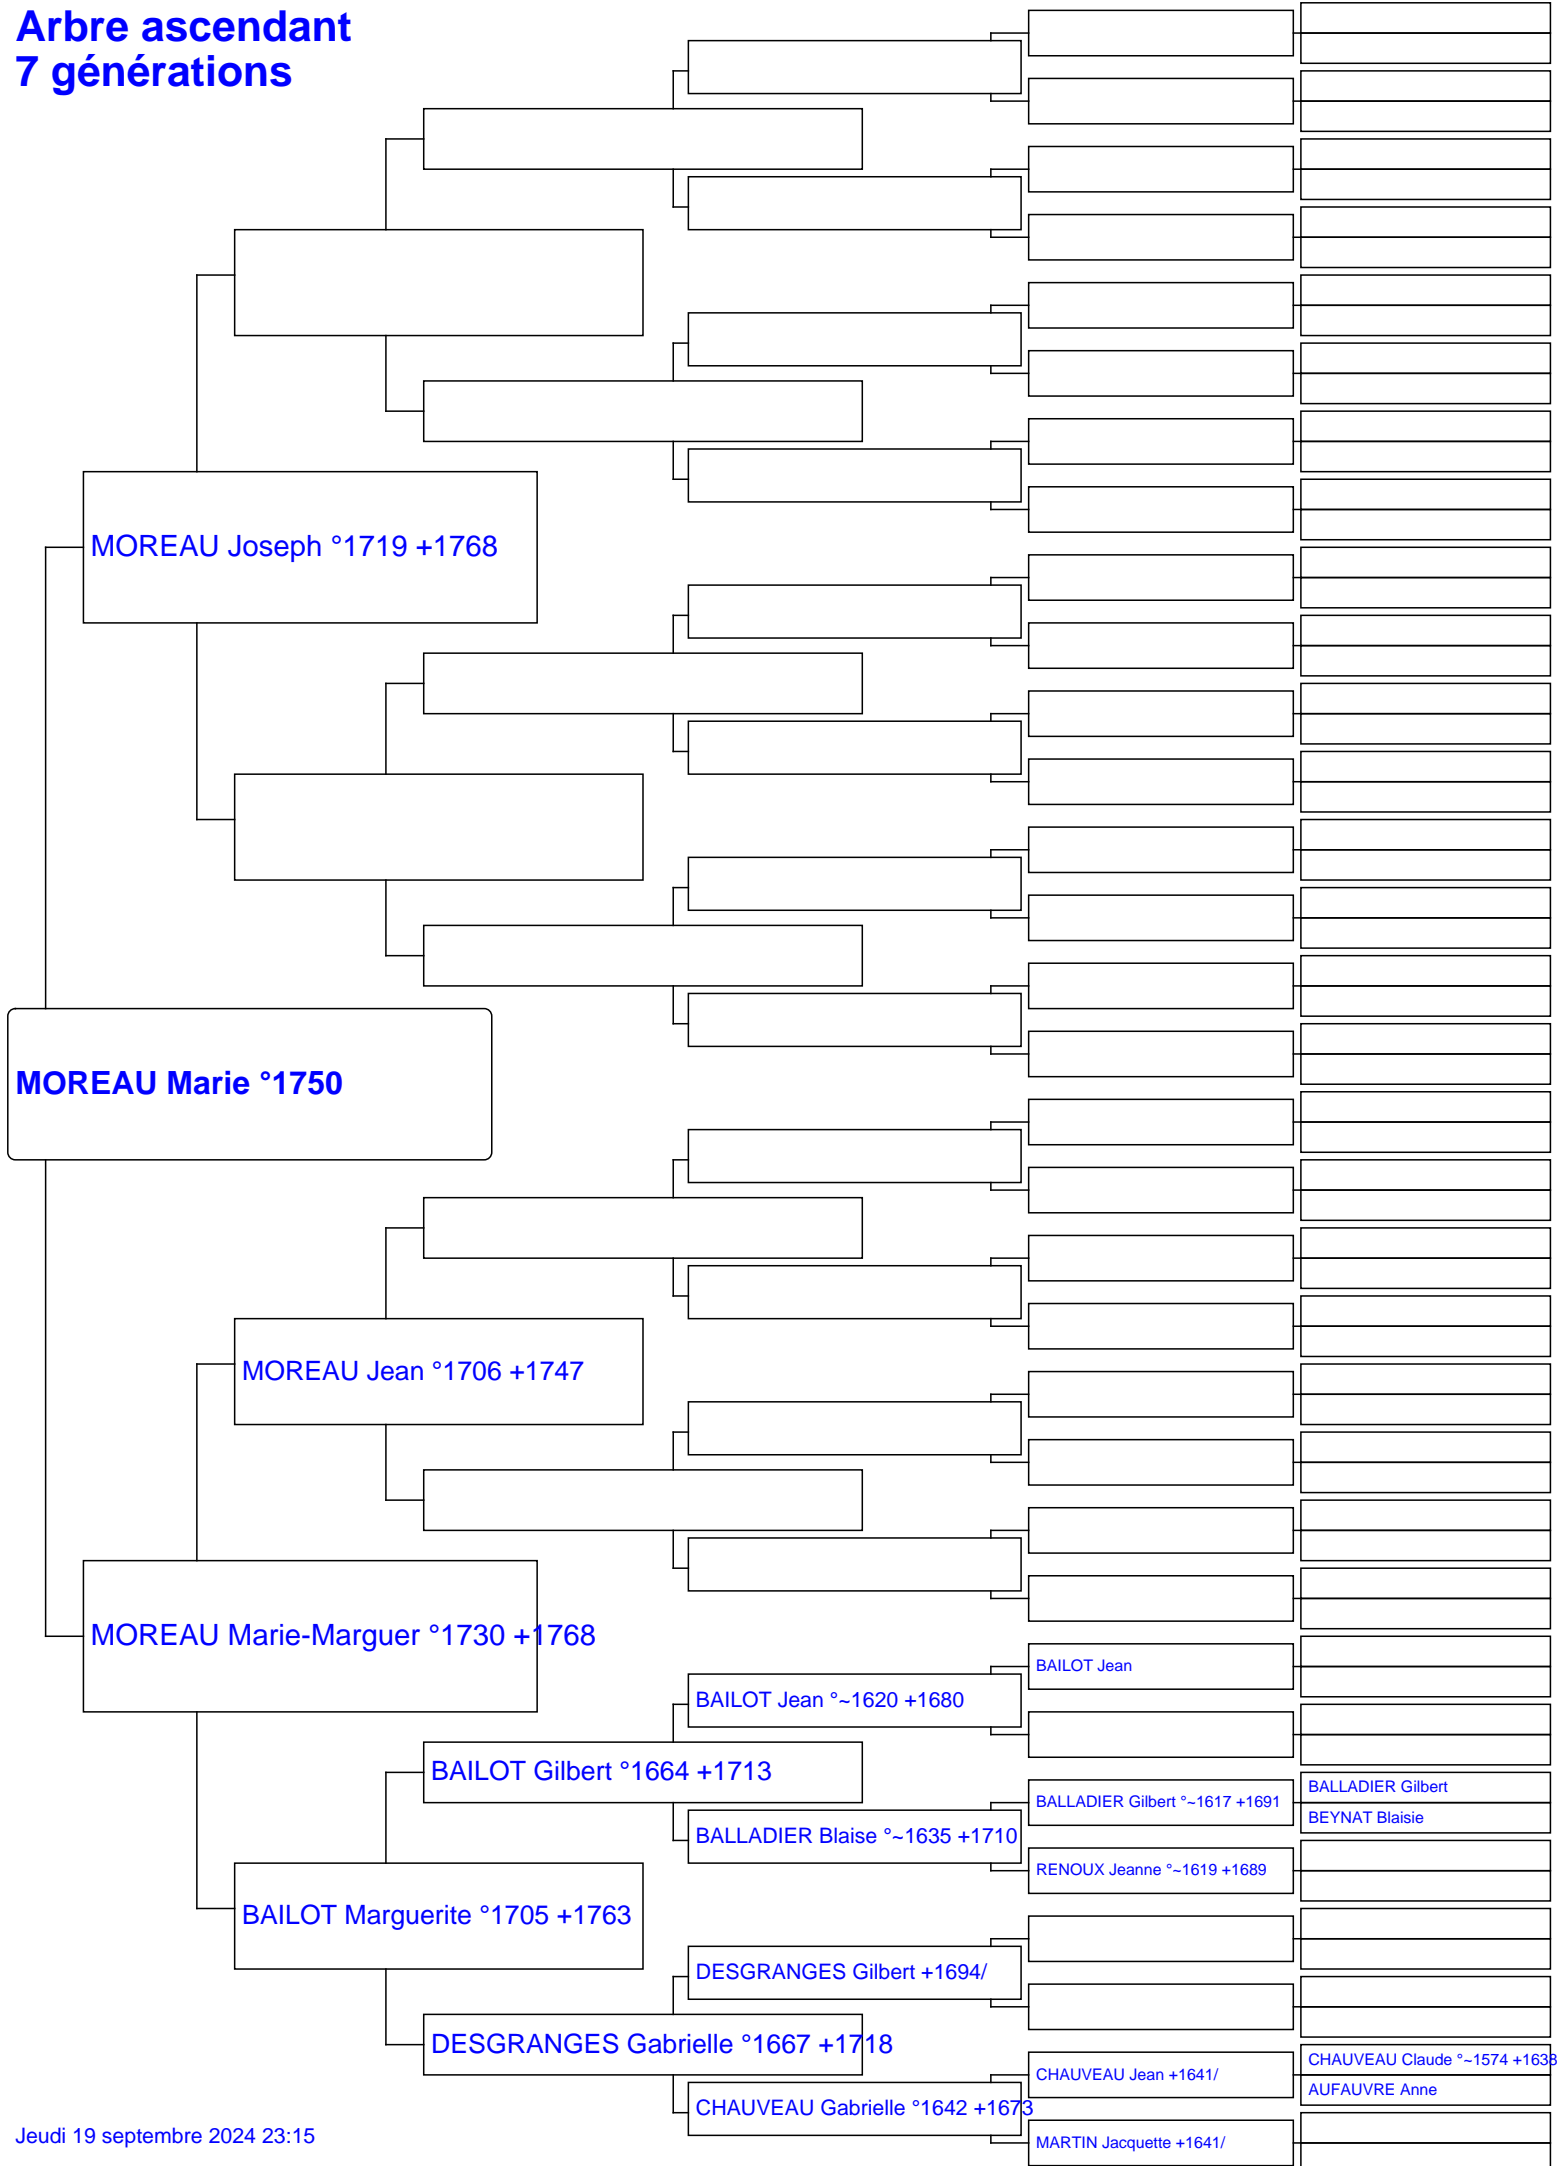 Arbre ascendant
7 générations
MOREAU Joseph °1719 +1768
MOREAU Marie °1750
MOREAU Jean °1706 +1747
MOREAU Marie-Marguer °1730 +1768
BAILOT Jean
BAILOT Jean °~1620 +1680
BAILOT Gilbert °1664 +1713
BALLADIER Gilbert
BALLADIER Gilbert °~1617 +1691
BEYNAT Blaisie
BALLADIER Blaise °~1635 +1710
RENOUX Jeanne °~1619 +1689
BAILOT Marguerite °1705 +1763
DESGRANGES Gilbert +1694/
DESGRANGES Gabrielle °1667 +1718
CHAUVEAU Claude °~1574 +1638
CHAUVEAU Jean +1641/
AUFAUVRE Anne
CHAUVEAU Gabrielle °1642 +1673
MARTIN Jacquette +1641/
Jeudi 19 septembre 2024 23:15